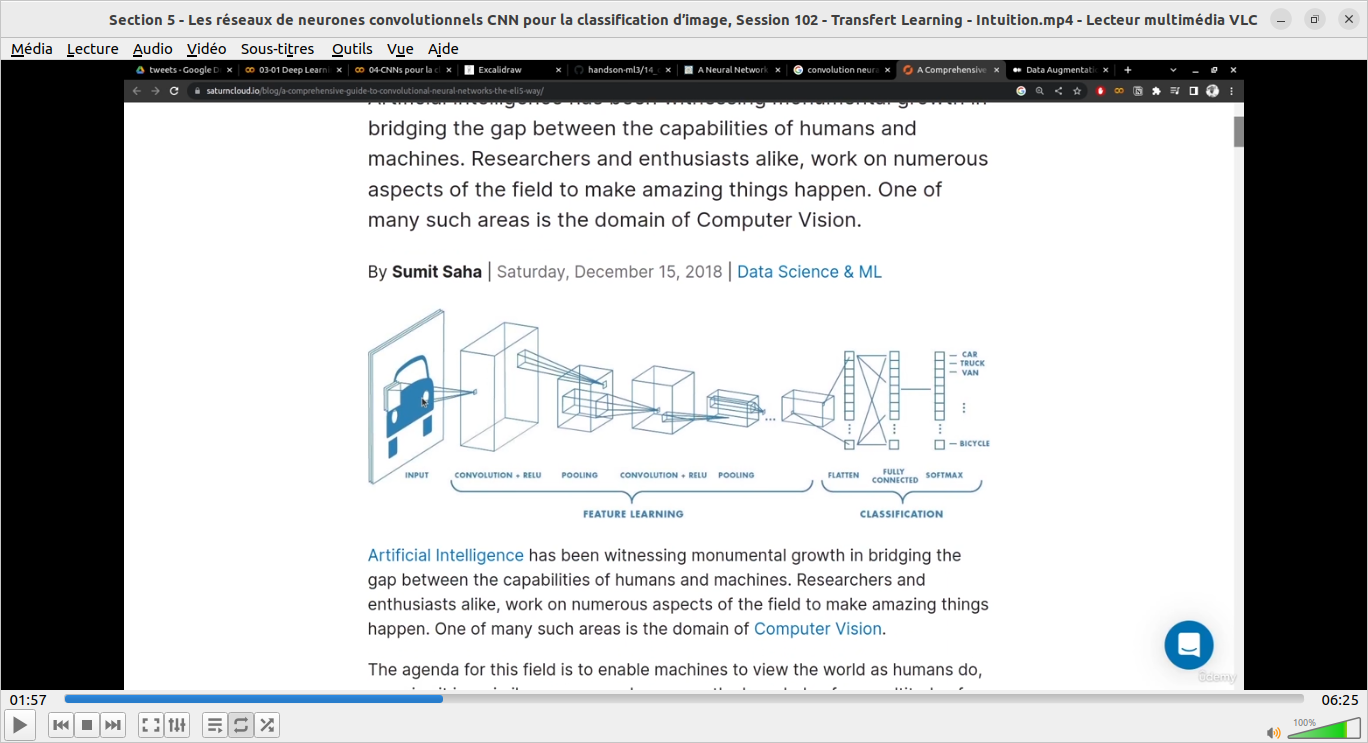 Section 5 - Les réseaux de neurones convolutionnels CNN pour la classification d'image, Session 102 - Transfert Learning - Intuition.mp4 - Lecteur multimédia VLC
Média Lecture Audio Vidéo Sous-titres Outils Vue Aide
tweets - Google D 03-01 Deep Learni 04-CNNs pour la cl Excalidraw handson-ml3/14_ A Neural Network convolution neura A Comprehensive Data Augmentatio
saturncloud.io/blog/a-comprehensive-guide-to-convolutional-neural-networks-the-eli5-way/
Artificial Intelligence has been witnessing monumental growth in
bridging the gap between the capabilities of humans and
machines. Researchers and enthusiasts alike, work on numerous
aspects of the field to make amazing things happen. One of
many such areas is the domain of Computer Vision.
By Sumit Saha | Saturday, December 15, 2018 | Data Science & ML
CAR
TRUCK
VAN
BICYCLE
INPUT CONVOLUTION + RELU POOLING CONVOLUTION + RELU POOLING FLATTEN FULLY CONNECTED SOFTMAX
FEATURE LEARNING CLASSIFICATION
Artificial Intelligence has been witnessing monumental growth in bridging the
gap between the capabilities of humans and machines. Researchers and
enthusiasts alike, work on numerous aspects of the field to make amazing things
happen. One of many such areas is the domain of Computer Vision.
The agenda for this field is to enable machines to view the world as humans do,
ûdemy
01:57 06:25
100%